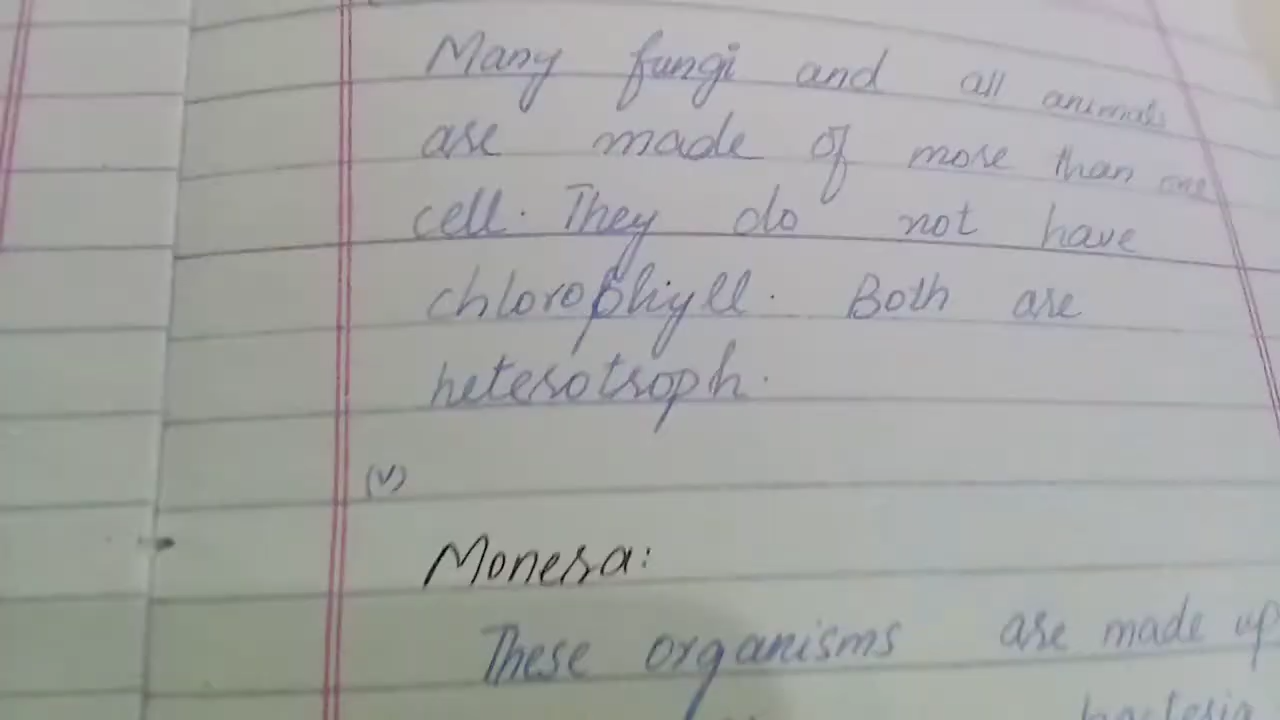 Many fungi and all animals
are made of more than one
cell. They do not have
chlorophyll. Both are
heterotroph.
(V)
Monera:
These organisms are made up
bacteria